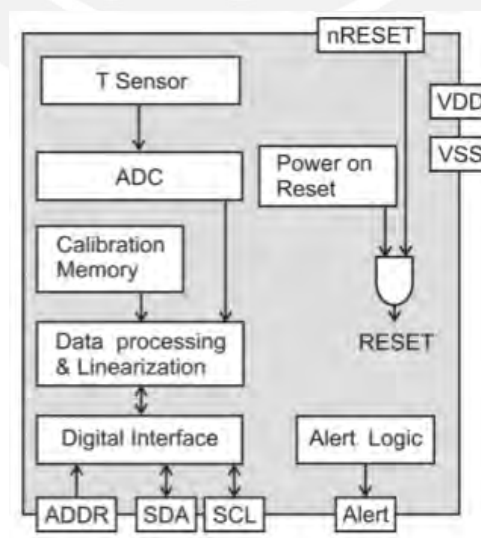 nRESET
T Sensor
VDD
VSS
ADC
Power on
Reset
Calibration
Memory
Data processing
& Linearization
RESET
Digital Interface
Alert Logic
ADDR
SDA
SCL
Alert